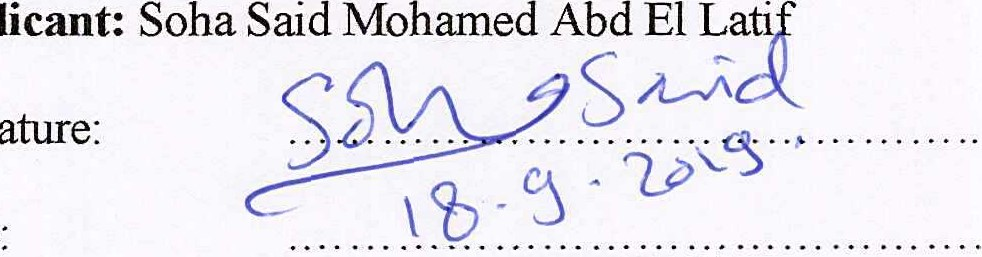 licant: Soha Said Mohamed Abd El Latif
ature: Soha Said
18.9.2019
: